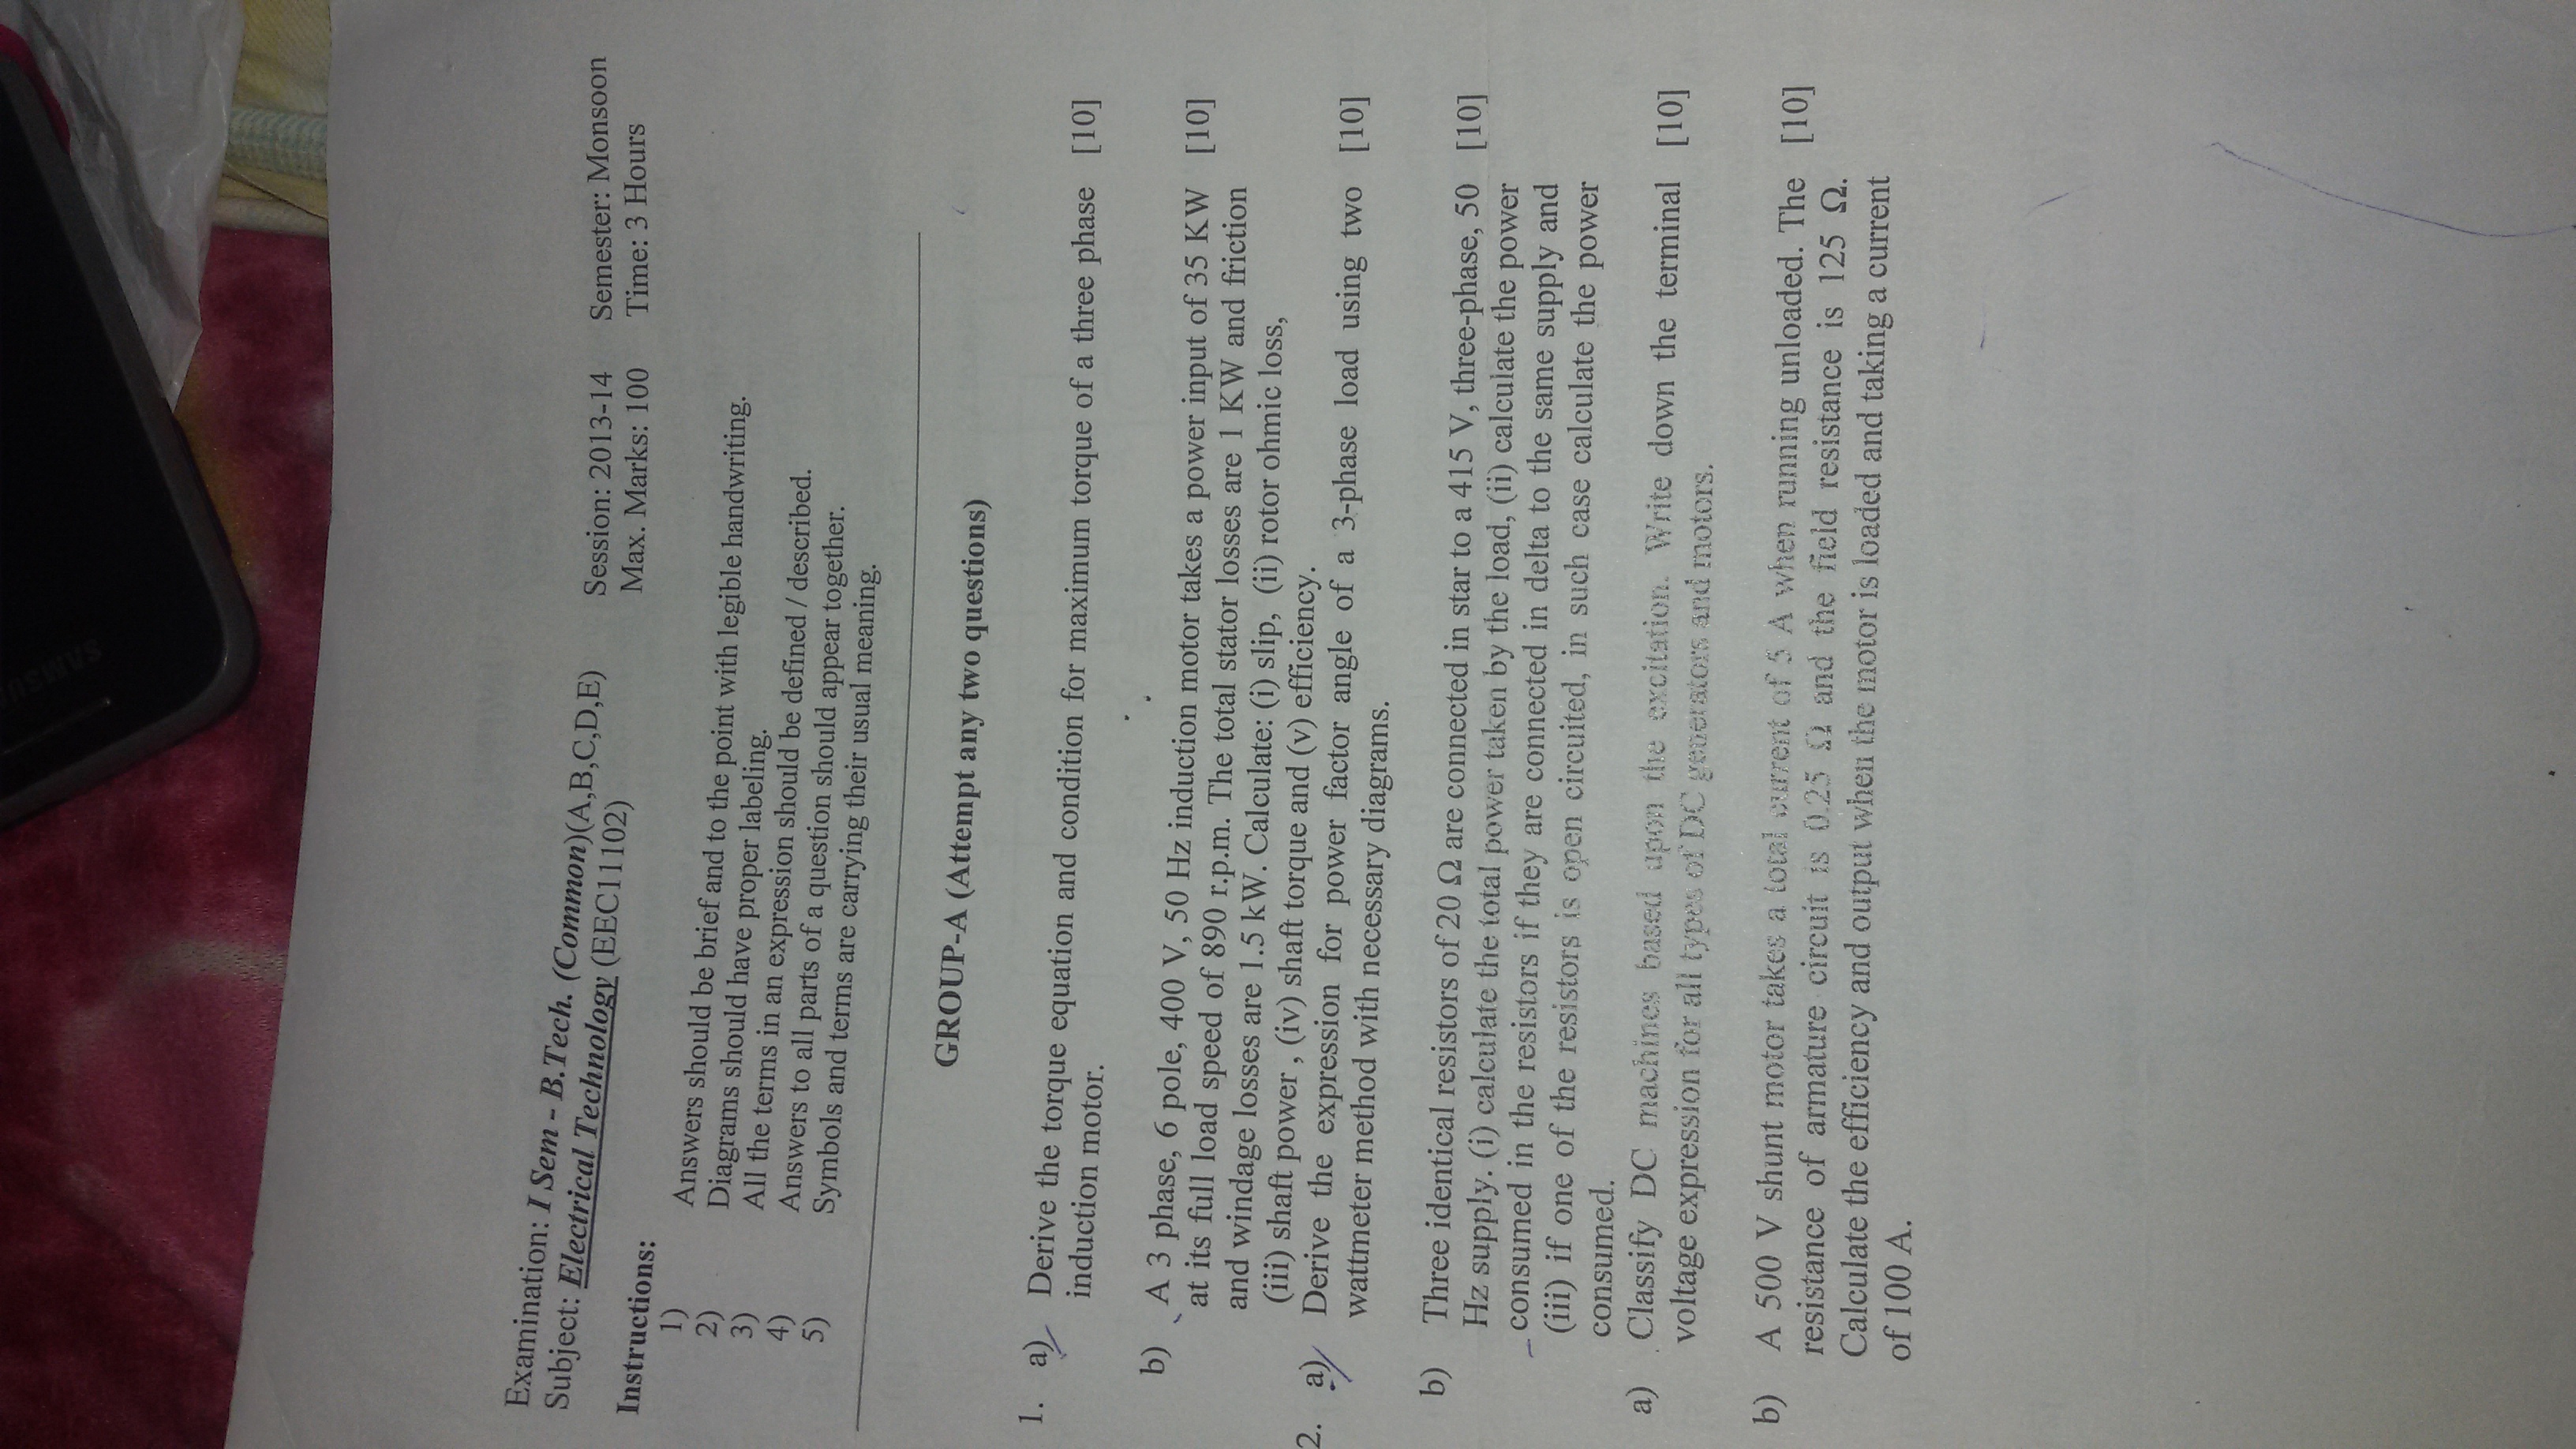 SAMSUNG
Examination: I Sem - B.Tech. (Common)(A,B,C,D,E)
Subject: Electrical Technology (EEC11102)
Session: 2013-14 Semester: Monsoon
Max. Marks: 100 Time: 3 Hours
Instructions:
1) Answers should be brief and to the point with legible handwriting.
2) Diagrams should have proper labeling.
3) All the terms in an expression should be defined / described.
4) Answers to all parts of a question should appear together.
5) Symbols and terms are carrying their usual meaning.
GROUP-A (Attempt any two questions)
1. a) Derive the torque equation and condition for maximum torque of a three phase [10]
induction motor.
b) A 3 phase, 6 pole, 400 V, 50 Hz induction motor takes a power input of 35 KW [10]
at its full load speed of 890 r.p.m. The total stator losses are 1 KW and friction
and windage losses are 1.5 kW. Calculate: (i) slip, (ii) rotor ohmic loss,
(iii) shaft power , (iv) shaft torque and (v) efficiency.
2. a) Derive the expression for power factor angle of a 3-phase load using two [10]
wattmeter method with necessary diagrams.
b) Three identical resistors of 20 Ω are connected in star to a 415 V, three-phase, 50 [10]
Hz supply. (i) calculate the total power taken by the load, (ii) calculate the power
consumed in the resistors if they are connected in delta to the same supply and
(iii) if one of the resistors is open circuited, in such case calculate the power
consumed.
a) Classify DC machines based upon the excitation. Write down the terminal [10]
voltage expression for all types of DC generators and motors.
b) A 500 V shunt motor takes a total current of 5 A when running unloaded. The [10]
resistance of armature circuit is 0.25 Ω and the field resistance is 125 Ω.
Calculate the efficiency and output when the motor is loaded and taking a current
of 100 A.